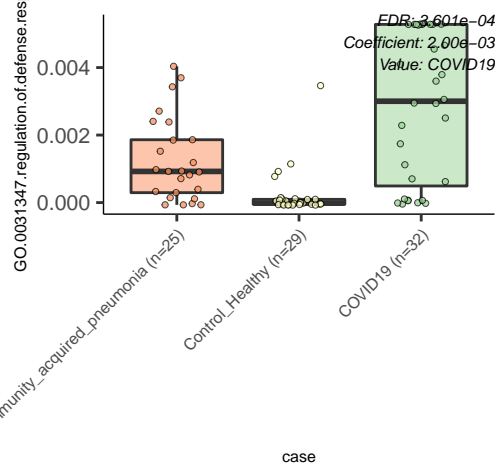 GO.0031347.regulation.of.defense.res
FDR: 3.601e−04
Coefficient: 2.00e−03
Value: COVID19
0.004
0.002
0.000
munity_acquired_pneumonia (n=25)
Control_Healthy (n=29)
COVID19 (n=32)
case